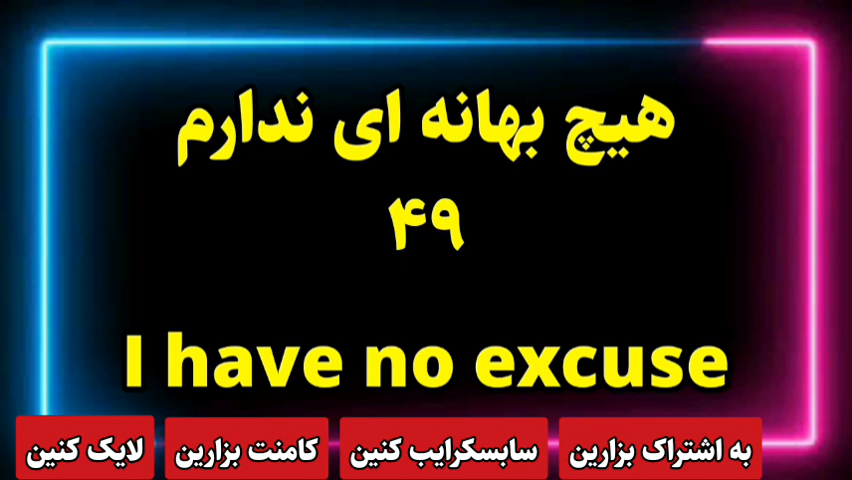 هیچ بهانه ای ندارم
۴۹
I have no excuse
به اشتراک بزارین
سابسکرایب کنین
کامنت بزارین
لایک کنین